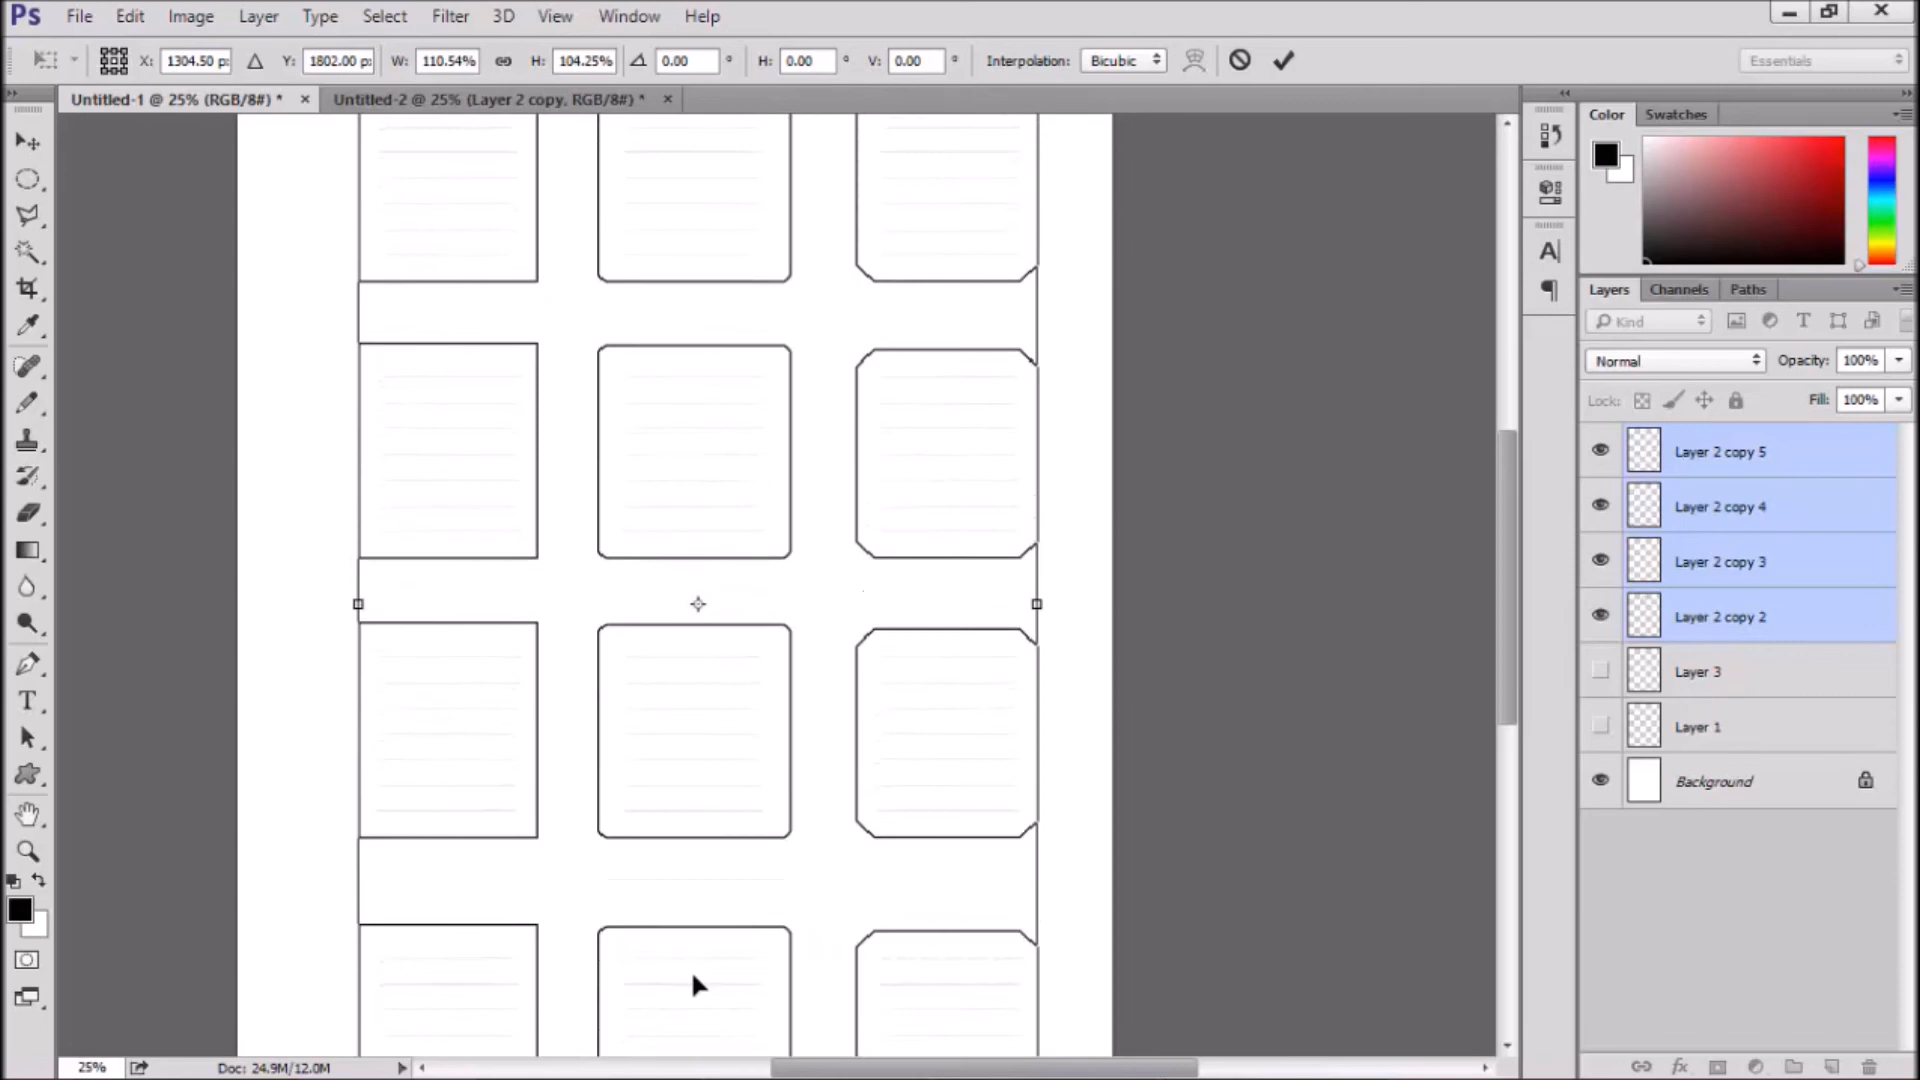 Ps File Edit Image Layer Type Select Filter 3D View Window Help
X: 1304.50 p: Y: 1802.00 p: W: 110.54% H: 104.25% 0.00 ° H: 0.00 ° V: 0.00 ° Interpolation: Bicubic Essentials
Untitled-1 @ 25% (RGB/8#) * × Untitled-2 @ 25% (Layer 2 copy, RGB/8#) * ×
Color Swatches
Layers Channels Paths
Kind
Normal Opacity: 100%
Lock: Fill: 100%
Layer 2 copy 5
Layer 2 copy 4
Layer 2 copy 3
Layer 2 copy 2
Layer 3
Layer 1
Background
25% Doc: 24.9M/12.0M